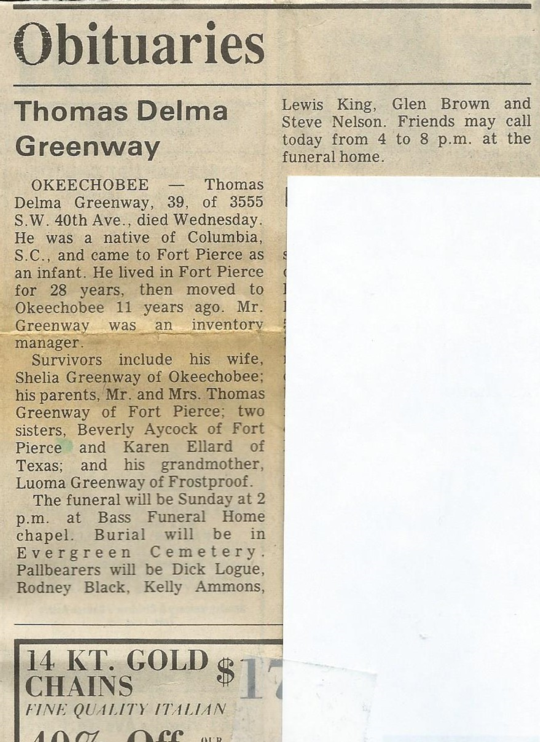 Obituaries
Thomas Delma
Greenway
OKEECHOBEE — Thomas
Delma Greenway, 39, of 3555
S.W. 40th Ave., died Wednesday.
He was a native of Columbia,
S.C., and came to Fort Pierce as
an infant. He lived in Fort Pierce
for 28 years, then moved to
Okeechobee 11 years ago. Mr.
Greenway was an inventory
manager.
Survivors include his wife,
Shelia Greenway of Okeechobee;
his parents, Mr. and Mrs. Thomas
Greenway of Fort Pierce; two
sisters, Beverly Aycock of Fort
Pierce and Karen Ellard of
Texas; and his grandmother,
Luoma Greenway of Frostproof.
The funeral will be Sunday at 2
p.m. at Bass Funeral Home
chapel. Burial will be in
Evergreen Cemetery.
Pallbearers will be Dick Logue,
Rodney Black, Kelly Ammons,
Lewis King, Glen Brown and
Steve Nelson. Friends may call
today from 4 to 8 p.m. at the
funeral home.
14 KT. GOLD
CHAINS
$17
FINE QUALITY ITALIAN
40% Off OUR